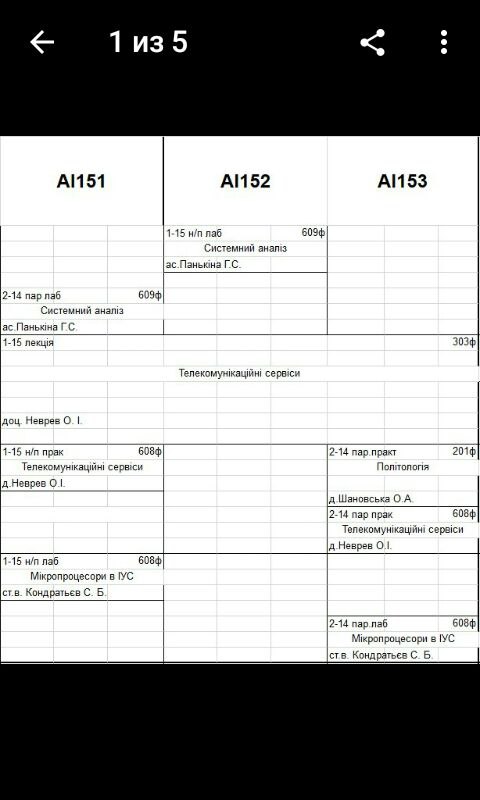 1 из 5
АІ151 АІ152 АІ153
1-15 н/п лаб 609ф
Системний аналіз
ас.Панькіна Г.С.
2-14 пар лаб 609ф
Системний аналіз
ас.Панькіна Г.С.
1-15 лекція 303ф
Телекомунікаційні сервіси
доц. Неврев О. І.
1-15 н/п прак 608ф
Телекомунікаційні сервіси
д.Неврев О.І.
2-14 пар.практ 201ф
Політологія
д.Шановська О.А.
2-14 пар прак 608ф
Телекомунікаційні сервіси
д.Неврев О.І.
1-15 н/п лаб 608ф
Мікропроцесори в ІУС
ст.в. Кондратьєв С. Б.
2-14 пар.лаб 608ф
Мікропроцесори в ІУС
ст.в. Кондратьєв С. Б.